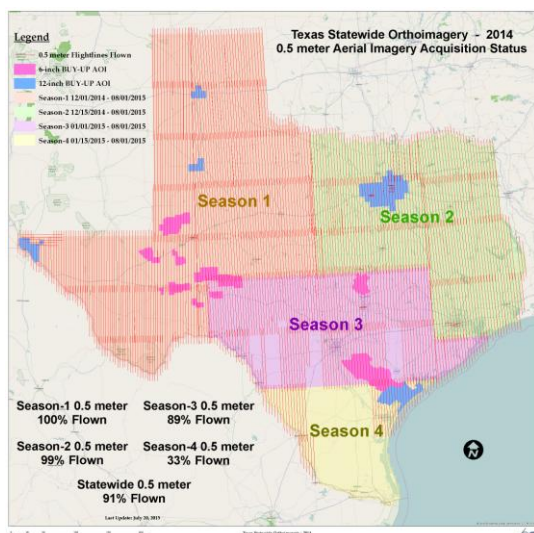 Texas Statewide Orthoimagery - 2014
0.5 meter Aerial Imagery Acquisition Status
Legend
0.5 meter Flightlines Flown
6-inch BUY-UP AOI
12-inch BUY-UP AOI
Season-1 12/01/2014 - 08/01/2015
Season-2 12/15/2014 - 08/01/2015
Season-3 01/01/2015 - 08/01/2015
Season-4 01/15/2015 - 08/01/2015
Season 1
Season 2
Season 3
Season 4
Season-1 0.5 meter
100% Flown
Season-3 0.5 meter
89% Flown
Season-2 0.5 meter
99% Flown
Season-4 0.5 meter
33% Flown
Statewide 0.5 meter
91% Flown
N
Last Update: July 20, 2015